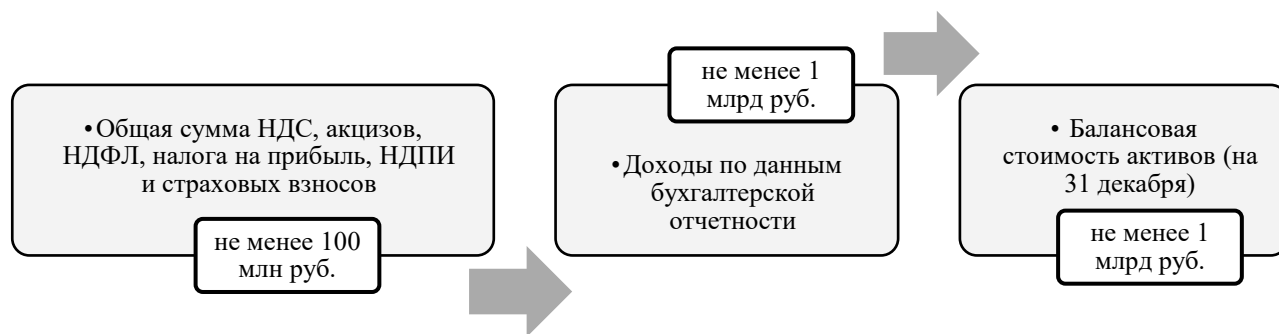 •Общая сумма НДС, акцизов,
НДФЛ, налога на прибыль, НДПИ
и страховых взносов
не менее 100
млн руб.
не менее 1
млрд руб.
•Доходы по данным
бухгалтерской
отчетности
• Балансовая
стоимость активов (на
31 декабря)
не менее 1
млрд руб.